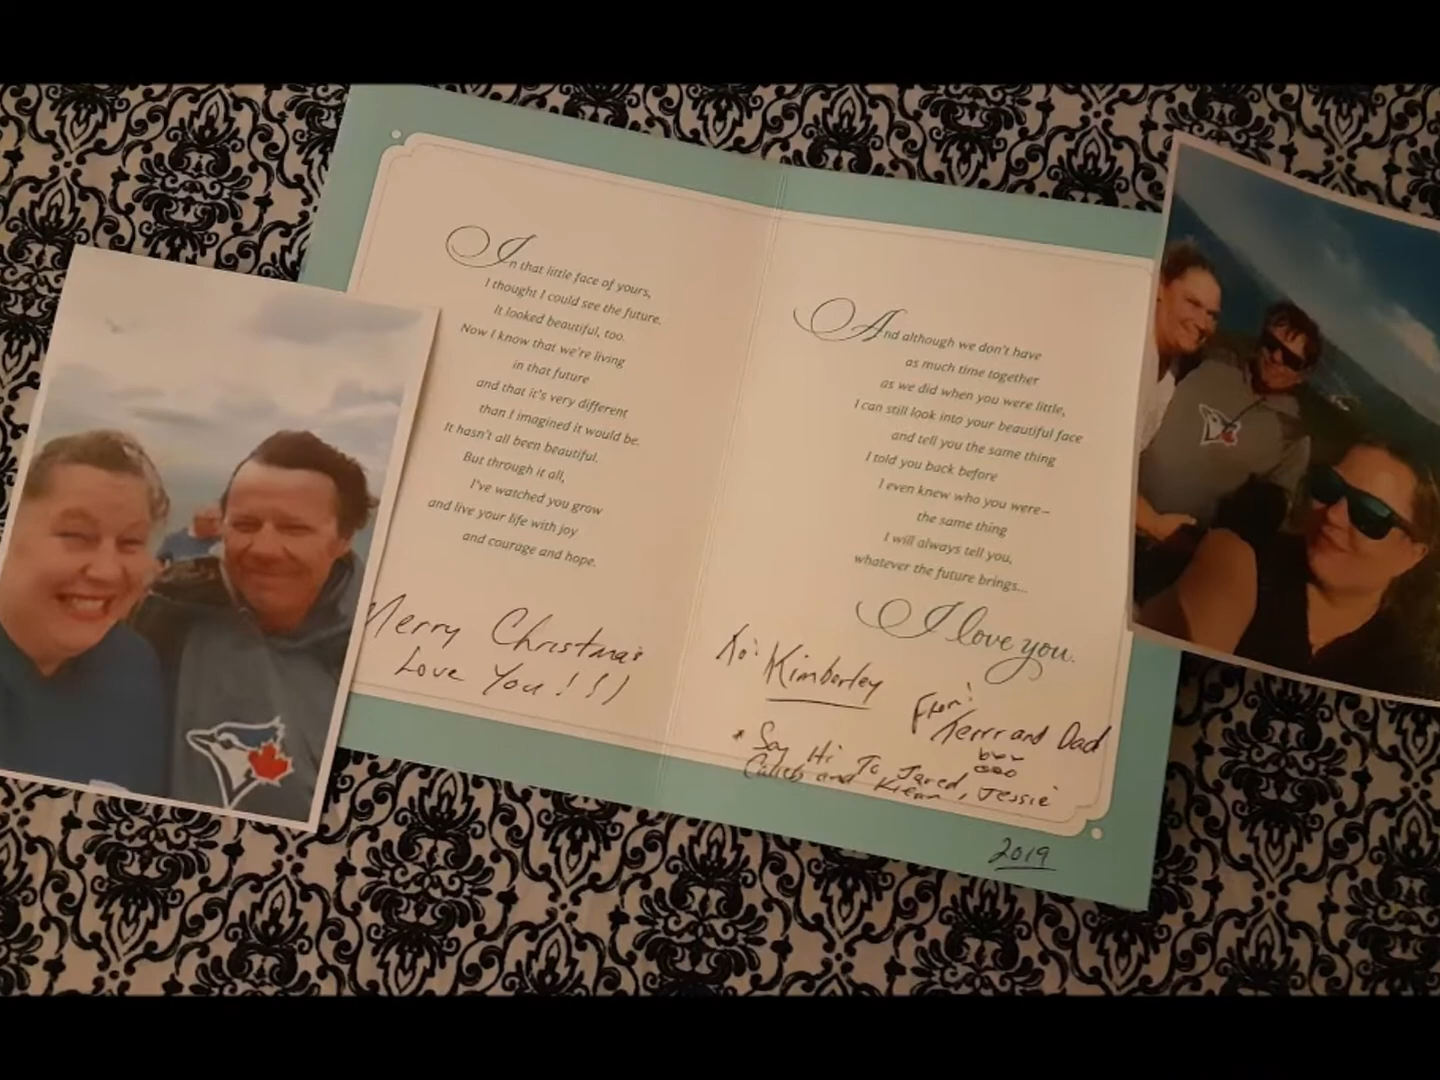 In that little face of yours,
I thought I could see the future.
It looked beautiful, too.
Now I know that we're living
in that future
and that it's very different
than I imagined it would be.
It hasn't all been beautiful.
But through it all,
I've watched you grow
and live your life with joy
and courage and hope.
Merry Christmas
Love You!!!
And although we don't have
as much time together
as we did when you were little,
I can still look into your beautiful face
and tell you the same thing
I told you back before
I even knew who you were–
the same thing
I will always tell you,
whatever the future brings...
I love you.
To: Kimberley
From:
and Dad
* Say Hi To Jared, Jessie
Caleb and
2019